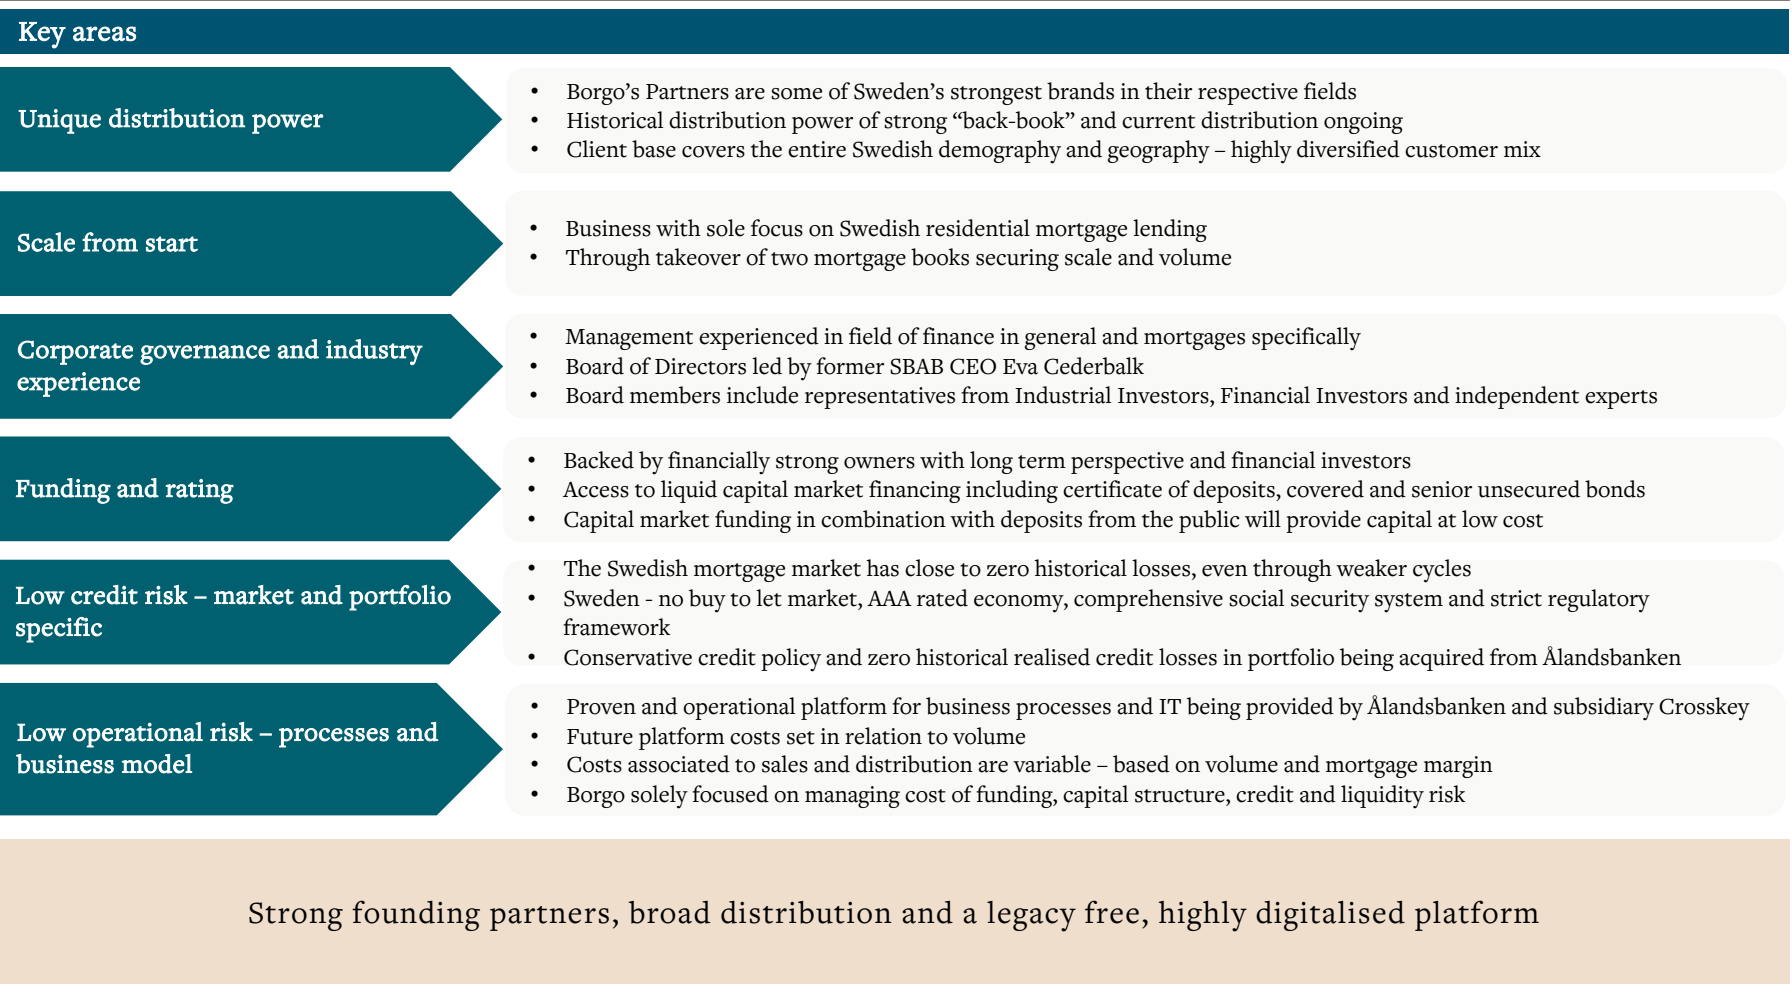 Key areas
Unique distribution power
• Borgo’s Partners are some of Sweden’s strongest brands in their respective fields
• Historical distribution power of strong “back-book” and current distribution ongoing
• Client base covers the entire Swedish demography and geography – highly diversified customer mix
Scale from start
• Business with sole focus on Swedish residential mortgage lending
• Through takeover of two mortgage books securing scale and volume
Corporate governance and industry
experience
• Management experienced in field of finance in general and mortgages specifically
• Board of Directors led by former SBAB CEO Eva Cederbalk
• Board members include representatives from Industrial Investors, Financial Investors and independent experts
Funding and rating
• Backed by financially strong owners with long term perspective and financial investors
• Access to liquid capital market financing including certificate of deposits, covered and senior unsecured bonds
• Capital market funding in combination with deposits from the public will provide capital at low cost
Low credit risk – market and portfolio
specific
• The Swedish mortgage market has close to zero historical losses, even through weaker cycles
• Sweden - no buy to let market, AAA rated economy, comprehensive social security system and strict regulatory
framework
• Conservative credit policy and zero historical realised credit losses in portfolio being acquired from Ålandsbanken
Low operational risk – processes and
business model
• Proven and operational platform for business processes and IT being provided by Ålandsbanken and subsidiary Crosskey
• Future platform costs set in relation to volume
• Costs associated to sales and distribution are variable – based on volume and mortgage margin
• Borgo solely focused on managing cost of funding, capital structure, credit and liquidity risk
Strong founding partners, broad distribution and a legacy free, highly digitalised platform